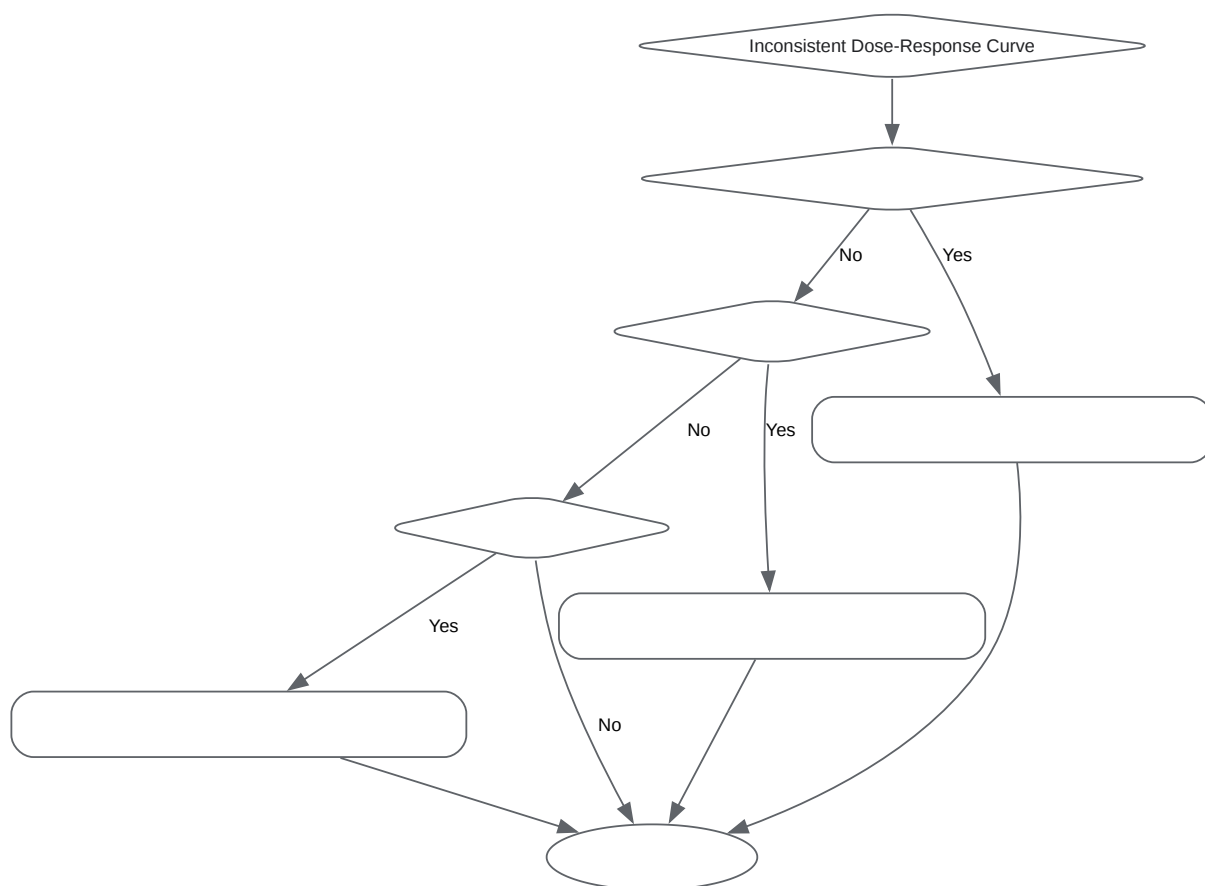 Inconsistent Dose-Response Curve
No
Yes
No
Yes
Yes
No